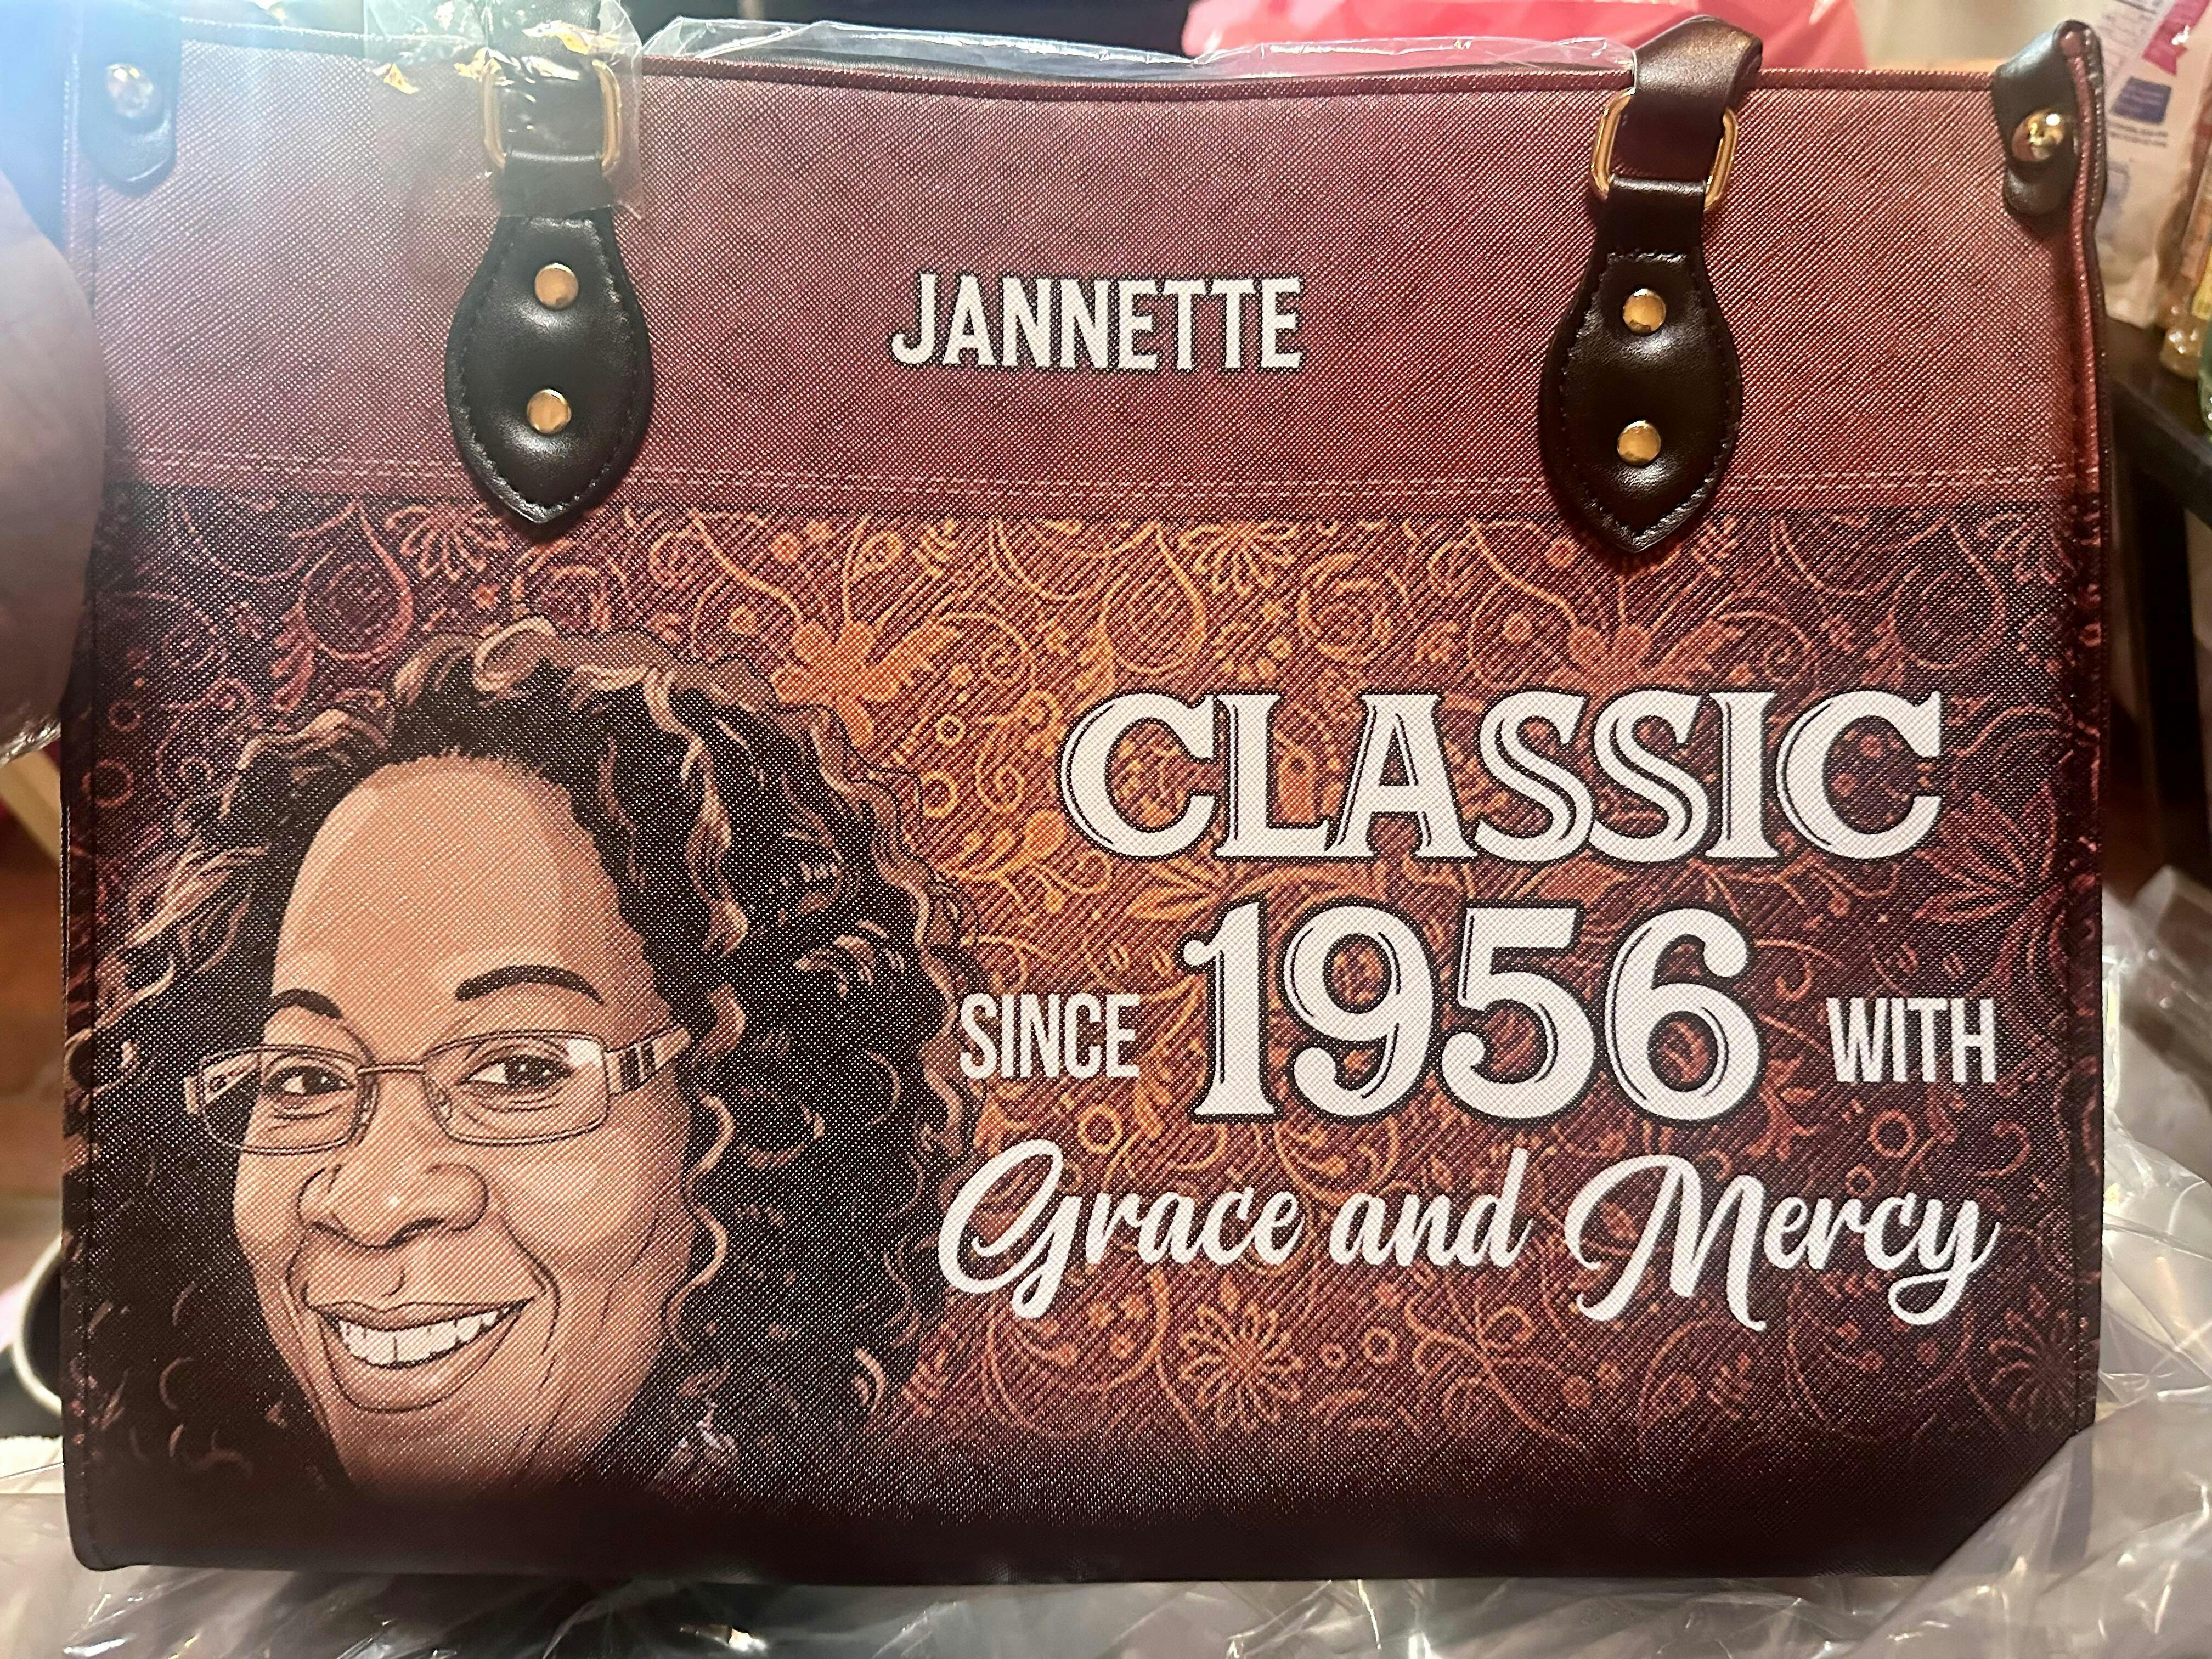 JANNETTE
CLASSIC
SINCE 1956 WITH
Grace and Mercy